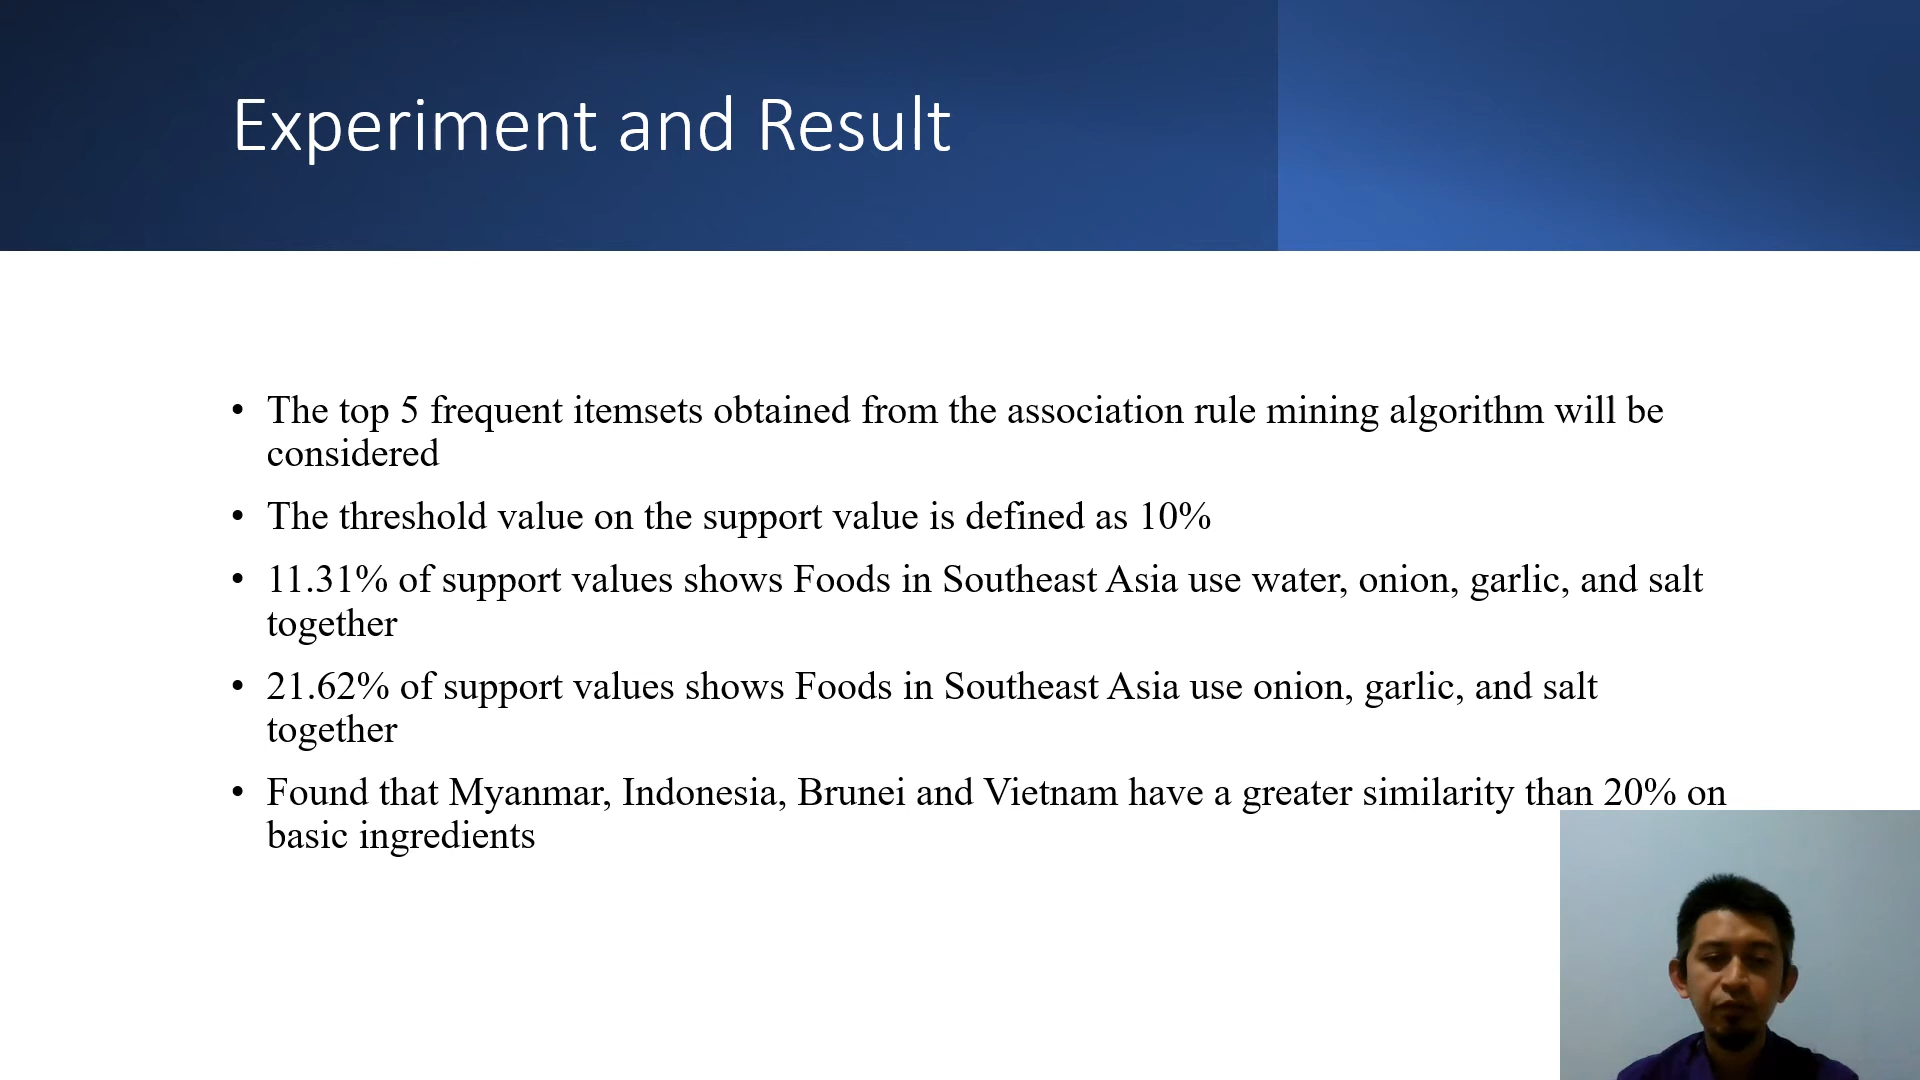 Experiment and Result
• The top 5 frequent itemsets obtained from the association rule mining algorithm will be
considered
• The threshold value on the support value is defined as 10%
• 11.31% of support values shows Foods in Southeast Asia use water, onion, garlic, and salt
together
• 21.62% of support values shows Foods in Southeast Asia use onion, garlic, and salt
together
• Found that Myanmar, Indonesia, Brunei and Vietnam have a greater similarity than 20% on
basic ingredients